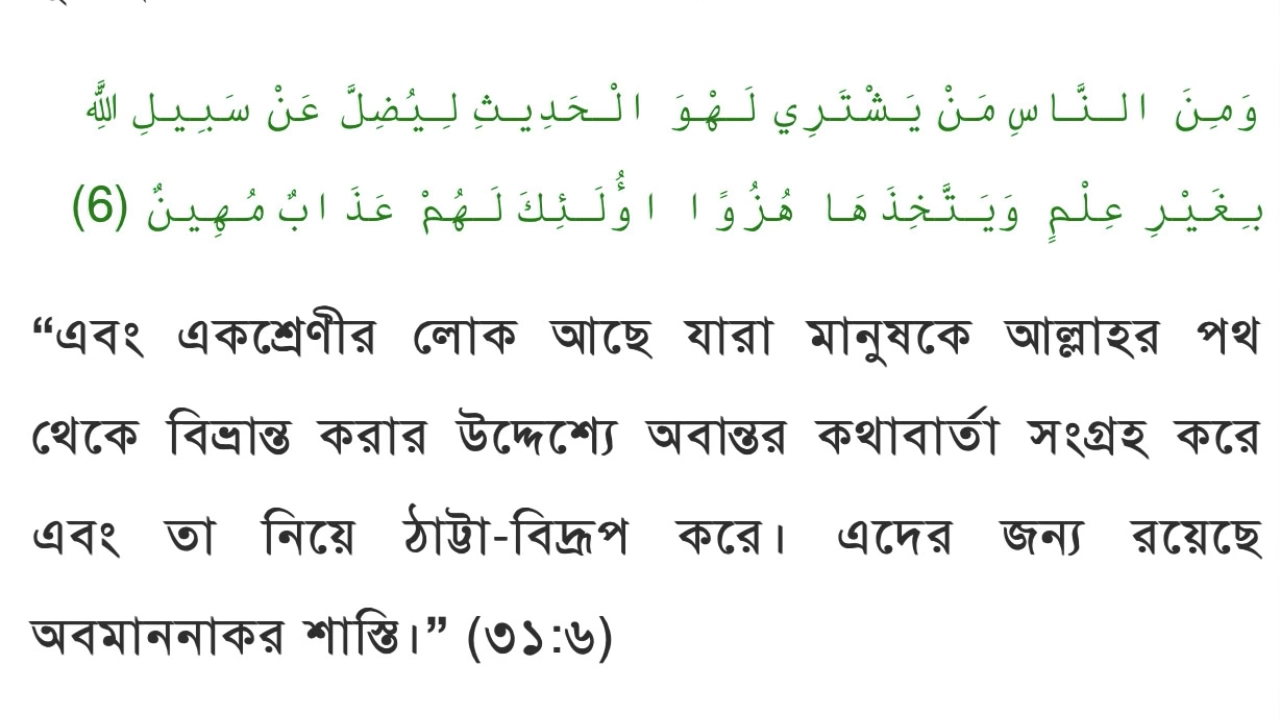 وَمِنَ النَّاسِ مَنْ يَشْتَرِي لَهْوَ الْحَدِيثِ لِيُضِلَّ عَنْ سَبِيلِ اللَّهِ
بِغَيْرِ عِلْمٍ وَيَتَّخِذَهَا هُزُوًا اؤُلَئِكَ لَهُمْ عَذَابٌ مُهِينٌ (6)
“এবং একশ্রেণীর লোক আছে যারা মানুষকে আল্লাহর পথ
থেকে বিভ্রান্ত করার উদ্দেশ্যে অবান্তর কথাবার্তা সংগ্রহ করে
এবং তা নিয়ে ঠাট্টা-বিদ্রূপ করে। এদের জন্য রয়েছে
অবমাননাকর শাস্তি।” (৩১:৬)